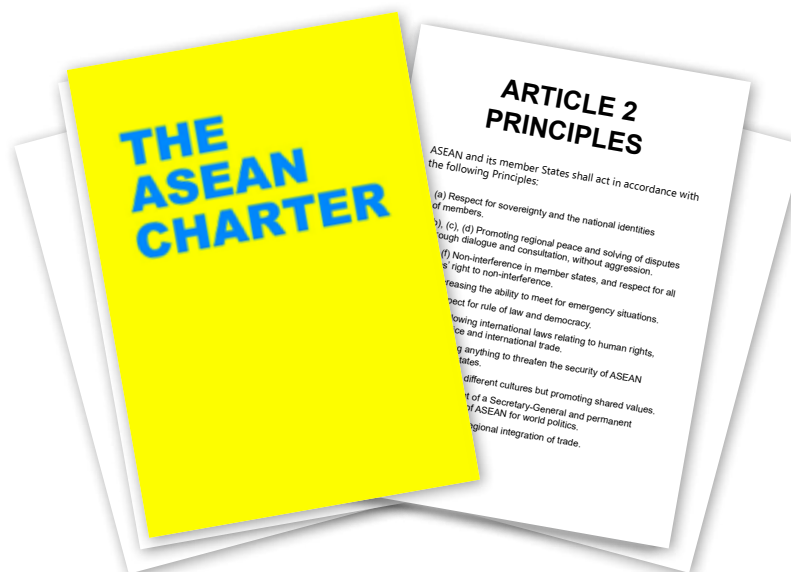 THE
ASEAN
CHARTER
ARTICLE 2
PRINCIPLES
ASEAN and its member States shall act in accordance with
the following Principles:
(a) Respect for sovereignty and the national identities
of members.
(c), (d) Promoting regional peace and solving of disputes
through dialogue and consultation, without aggression.
(f) Non-interference in member states, and respect for all
right to non-interference.
the ability to meet for emergency situations.
for rule of law and democracy.
international laws relating to human rights,
and international trade.
anything to threaten the security of ASEAN
different cultures but promoting shared values.
of a Secretary-General and permanent
of ASEAN for world politics.
regional integration of trade.